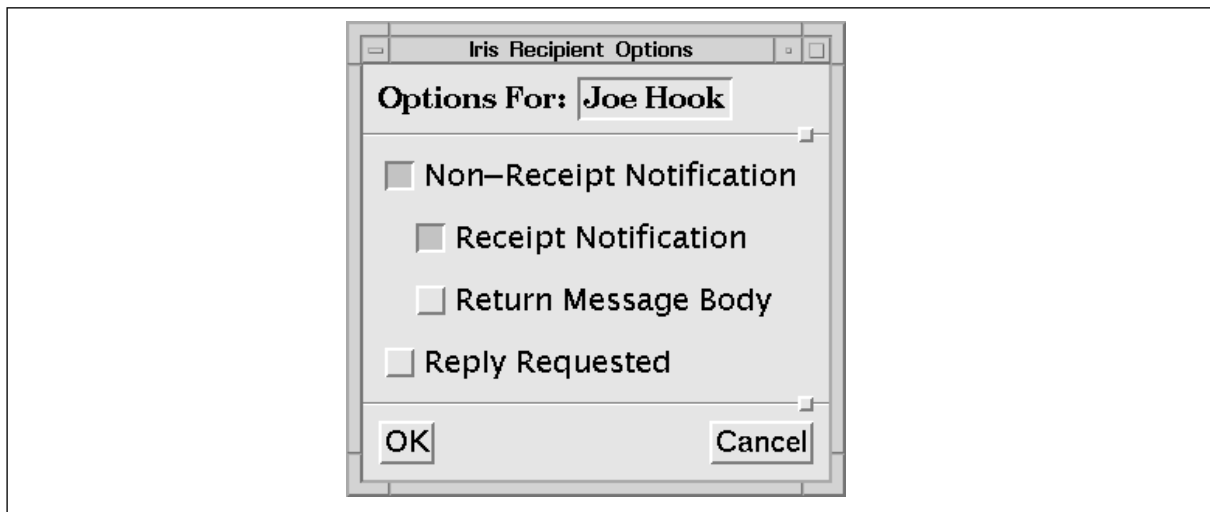 Iris Recipient Options
Options For: Joe Hook
Non-Receipt Notification
Receipt Notification
Return Message Body
Reply Requested
OK Cancel